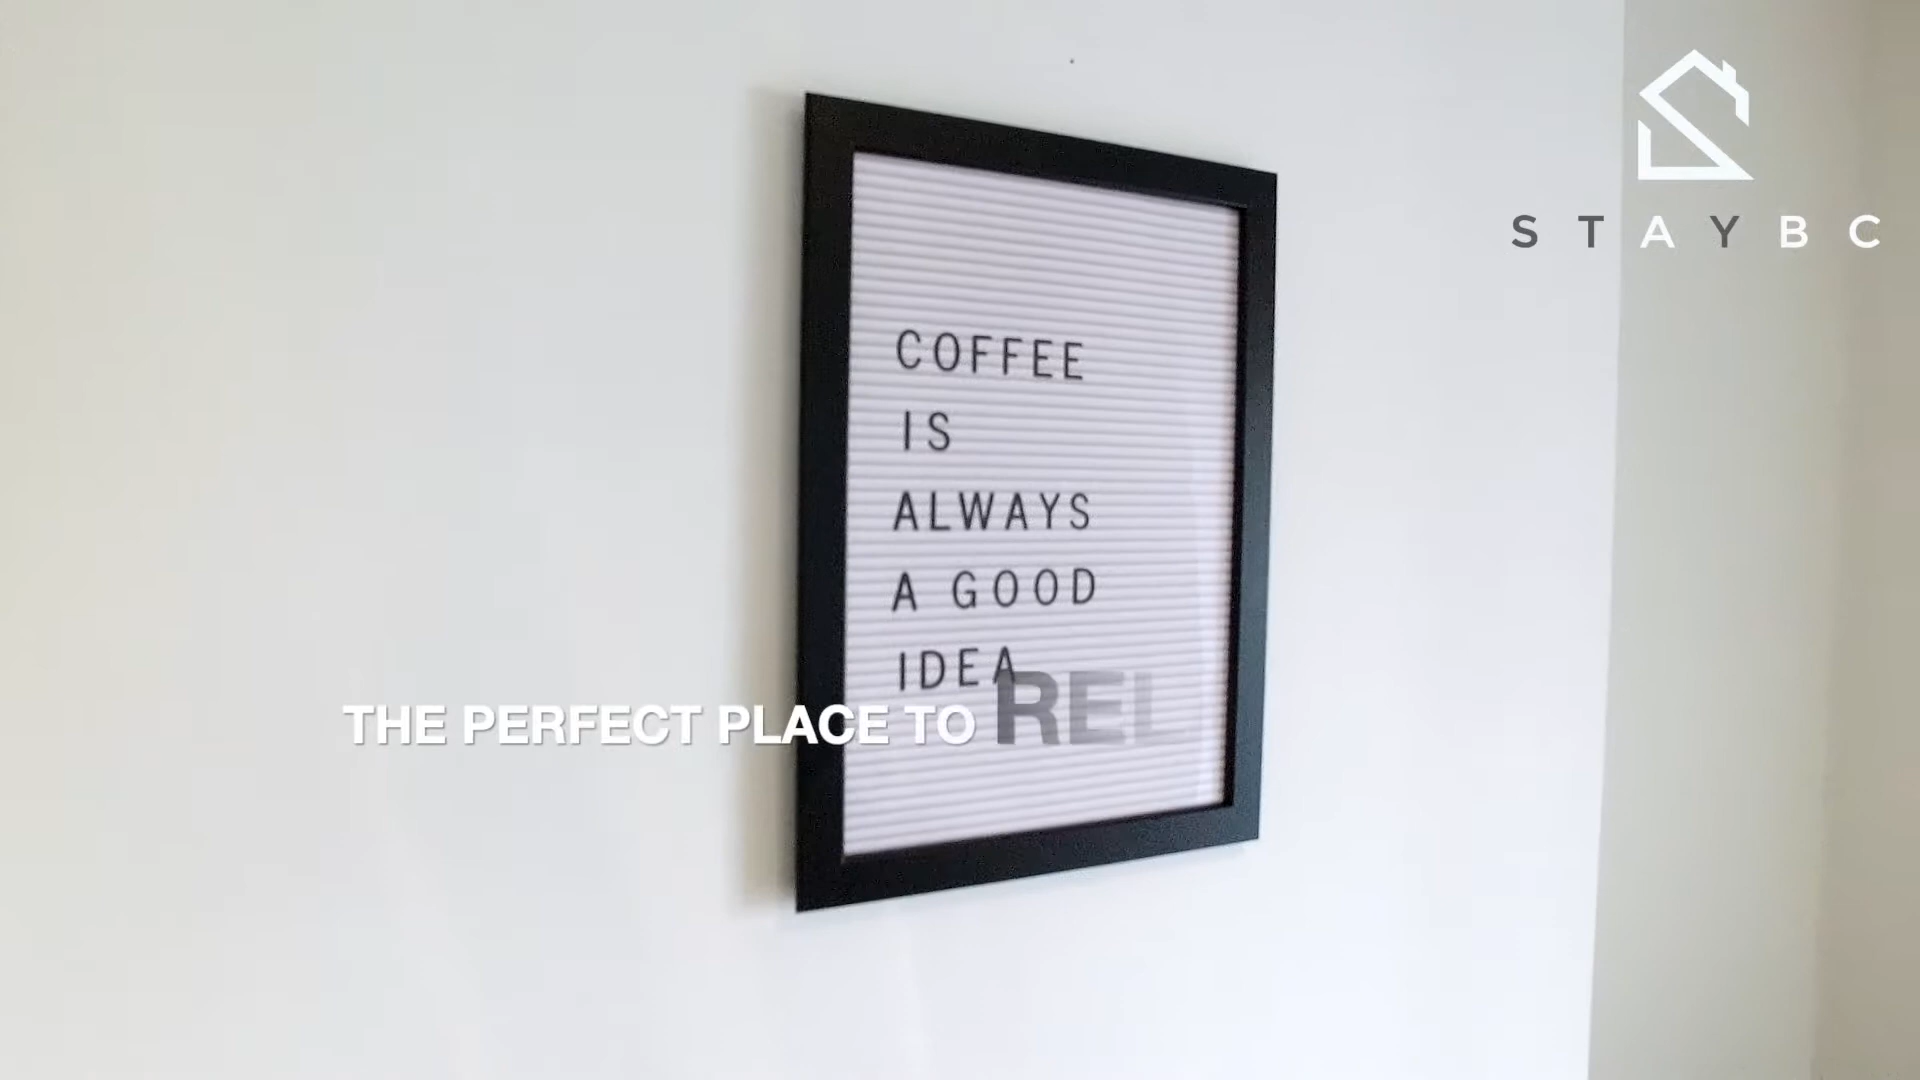 STAYBC
COFFEE
IS
ALWAYS
A GOOD
IDEA
THE PERFECT PLACE TO REL